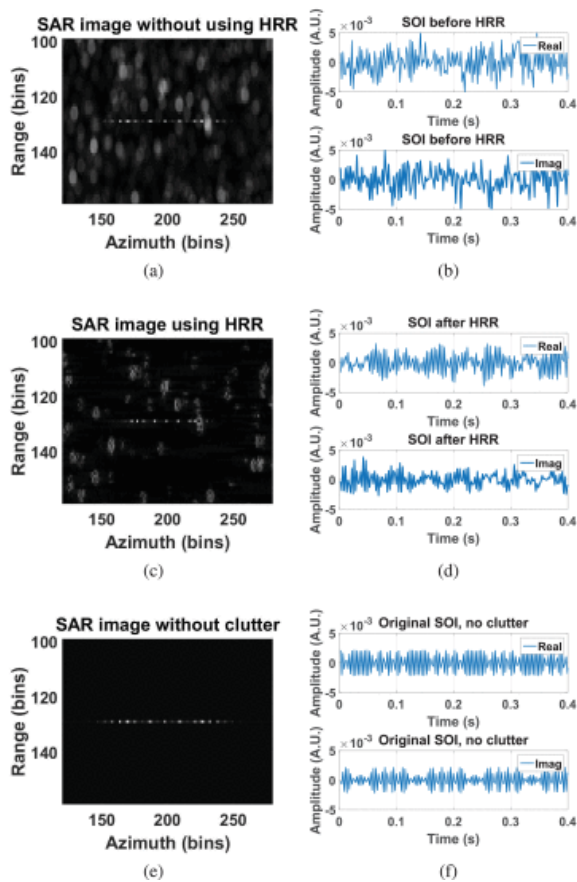 SAR image without using HRR
100
120
140
Range (bins)
150 200 250
Azimuth (bins)
(a)
SOI before HRR
×10-3
5
0
-5
Amplitude (A.U.)
Real
0 0.1 0.2 0.3 0.4
Time (s)
SOI before HRR
×10-3
5
0
-5
Amplitude (A.U.)
Imag
0 0.1 0.2 0.3 0.4
Time (s)
(b)
SAR image using HRR
100
120
140
Range (bins)
150 200 250
Azimuth (bins)
(c)
SOI after HRR
×10-3
5
0
-5
Amplitude (A.U.)
Real
0 0.1 0.2 0.3 0.4
Time (s)
SOI after HRR
×10-3
5
0
-5
Amplitude (A.U.)
Imag
0 0.1 0.2 0.3 0.4
Time (s)
(d)
SAR image without clutter
100
120
140
Range (bins)
150 200 250
Azimuth (bins)
(e)
Original SOI, no clutter
×10-3
5
0
-5
Amplitude (A.U.)
Real
0 0.1 0.2 0.3 0.4
Time (s)
Original SOI, no clutter
×10-3
5
0
-5
Amplitude (A.U.)
Imag
0 0.1 0.2 0.3 0.4
Time (s)
(f)